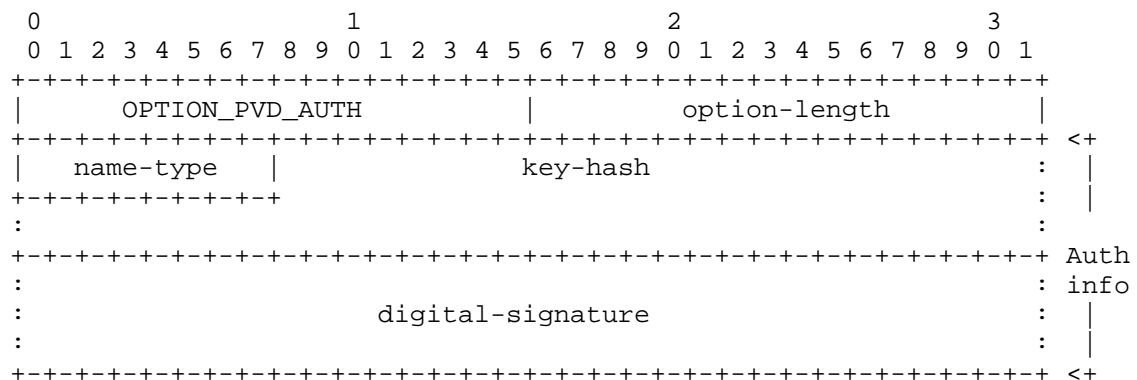 0                   1                   2                   3
 0 1 2 3 4 5 6 7 8 9 0 1 2 3 4 5 6 7 8 9 0 1 2 3 4 5 6 7 8 9 0 1
+-+-+-+-+-+-+-+-+-+-+-+-+-+-+-+-+-+-+-+-+-+-+-+-+-+-+-+-+-+-+-+-+
|      OPTION_PVD_AUTH          |         option-length         |
+-+-+-+-+-+-+-+-+-+-+-+-+-+-+-+-+-+-+-+-+-+-+-+-+-+-+-+-+-+-+-+-+ <+
|   name-type   |               key-hash                        :  |
+-+-+-+-+-+-+-+-+                                               :  |
:                                                               :
+-+-+-+-+-+-+-+-+-+-+-+-+-+-+-+-+-+-+-+-+-+-+-+-+-+-+-+-+-+-+-+-+ Auth
:                                                               : info
:                      digital-signature                        :  |
:                                                               :  |
+-+-+-+-+-+-+-+-+-+-+-+-+-+-+-+-+-+-+-+-+-+-+-+-+-+-+-+-+-+-+-+-+ <+